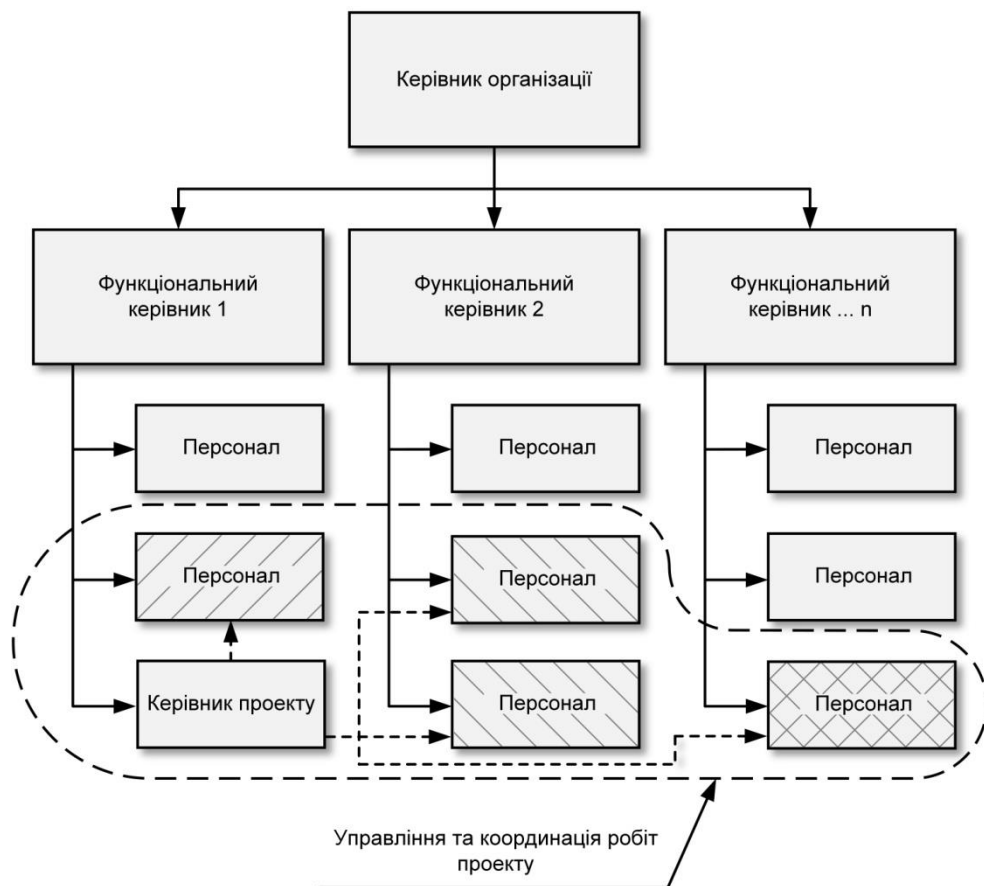 Керівник організації
Функціональний
керівник 1
Функціональний
керівник 2
Функціональний
керівник ... n
Персонал
Персонал
Персонал
Персонал
Персонал
Персонал
Керівник проекту
Персонал
Персонал
Управління та координація робіт
проекту